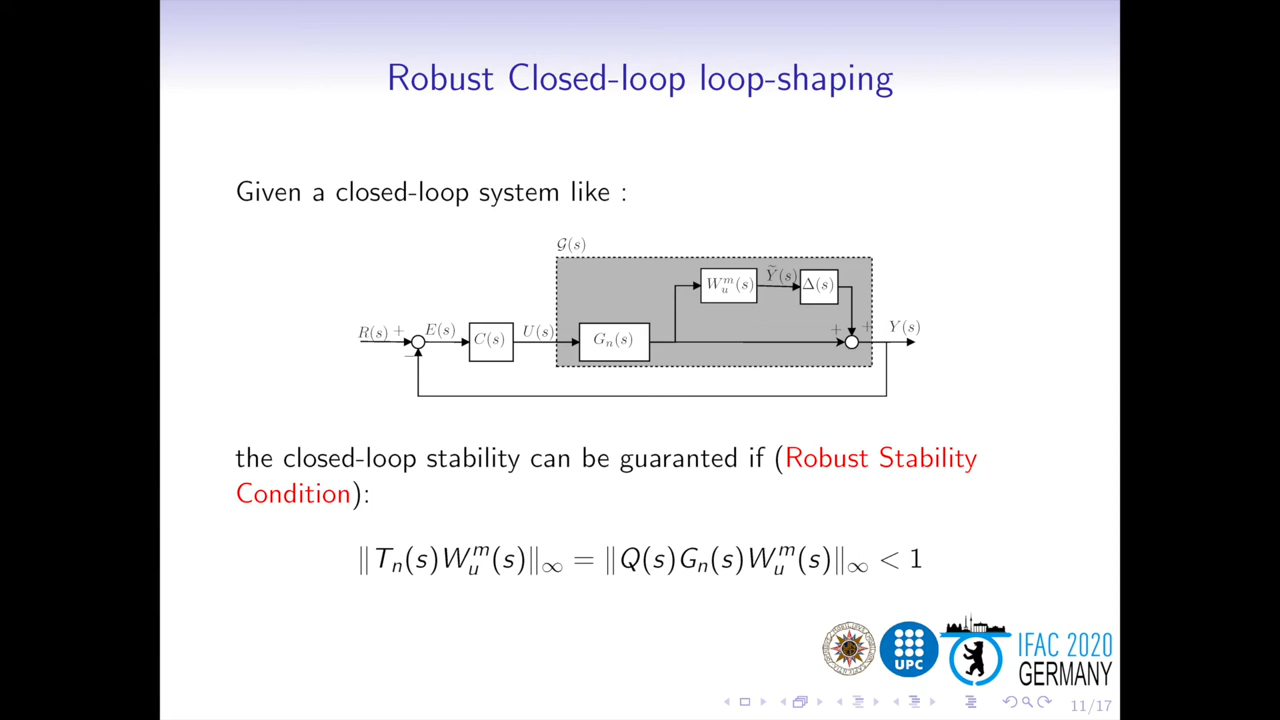 Robust Closed-loop loop-shaping
Given a closed-loop system like :
𝒢(s)
W_u^m(s)
Ỹ(s)
Δ(s)
R(s)
+
−
E(s)
C(s)
U(s)
G_n(s)
+
+
Y(s)
the closed-loop stability can be guaranted if (Robust Stability
Condition):
‖T_n(s)W_u^m(s)‖_∞ = ‖Q(s)G_n(s)W_u^m(s)‖_∞ < 1
UPC
IFAC 2020
GERMANY
11/17